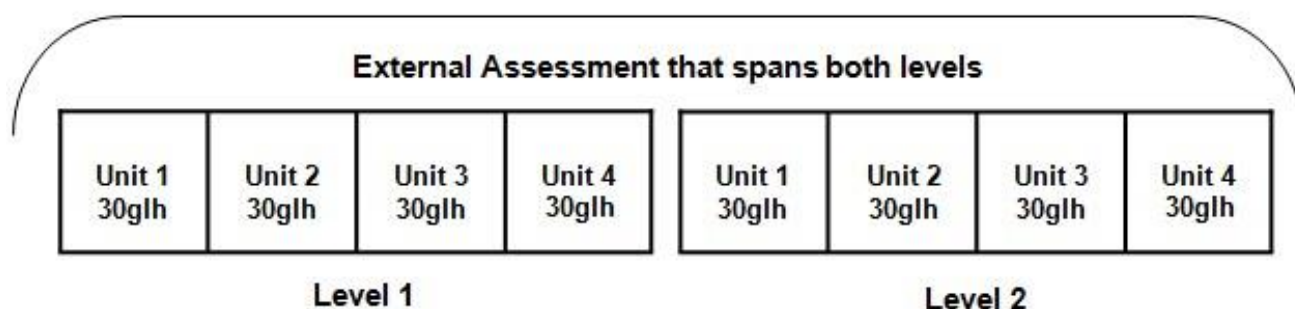 External Assessment that spans both levels
Unit 1 Unit 2 Unit 3 Unit 4 Unit 1 Unit 2 Unit 3 Unit 4
30glh 30glh 30glh 30glh 30glh 30glh 30glh 30glh
Level 1 Level 2